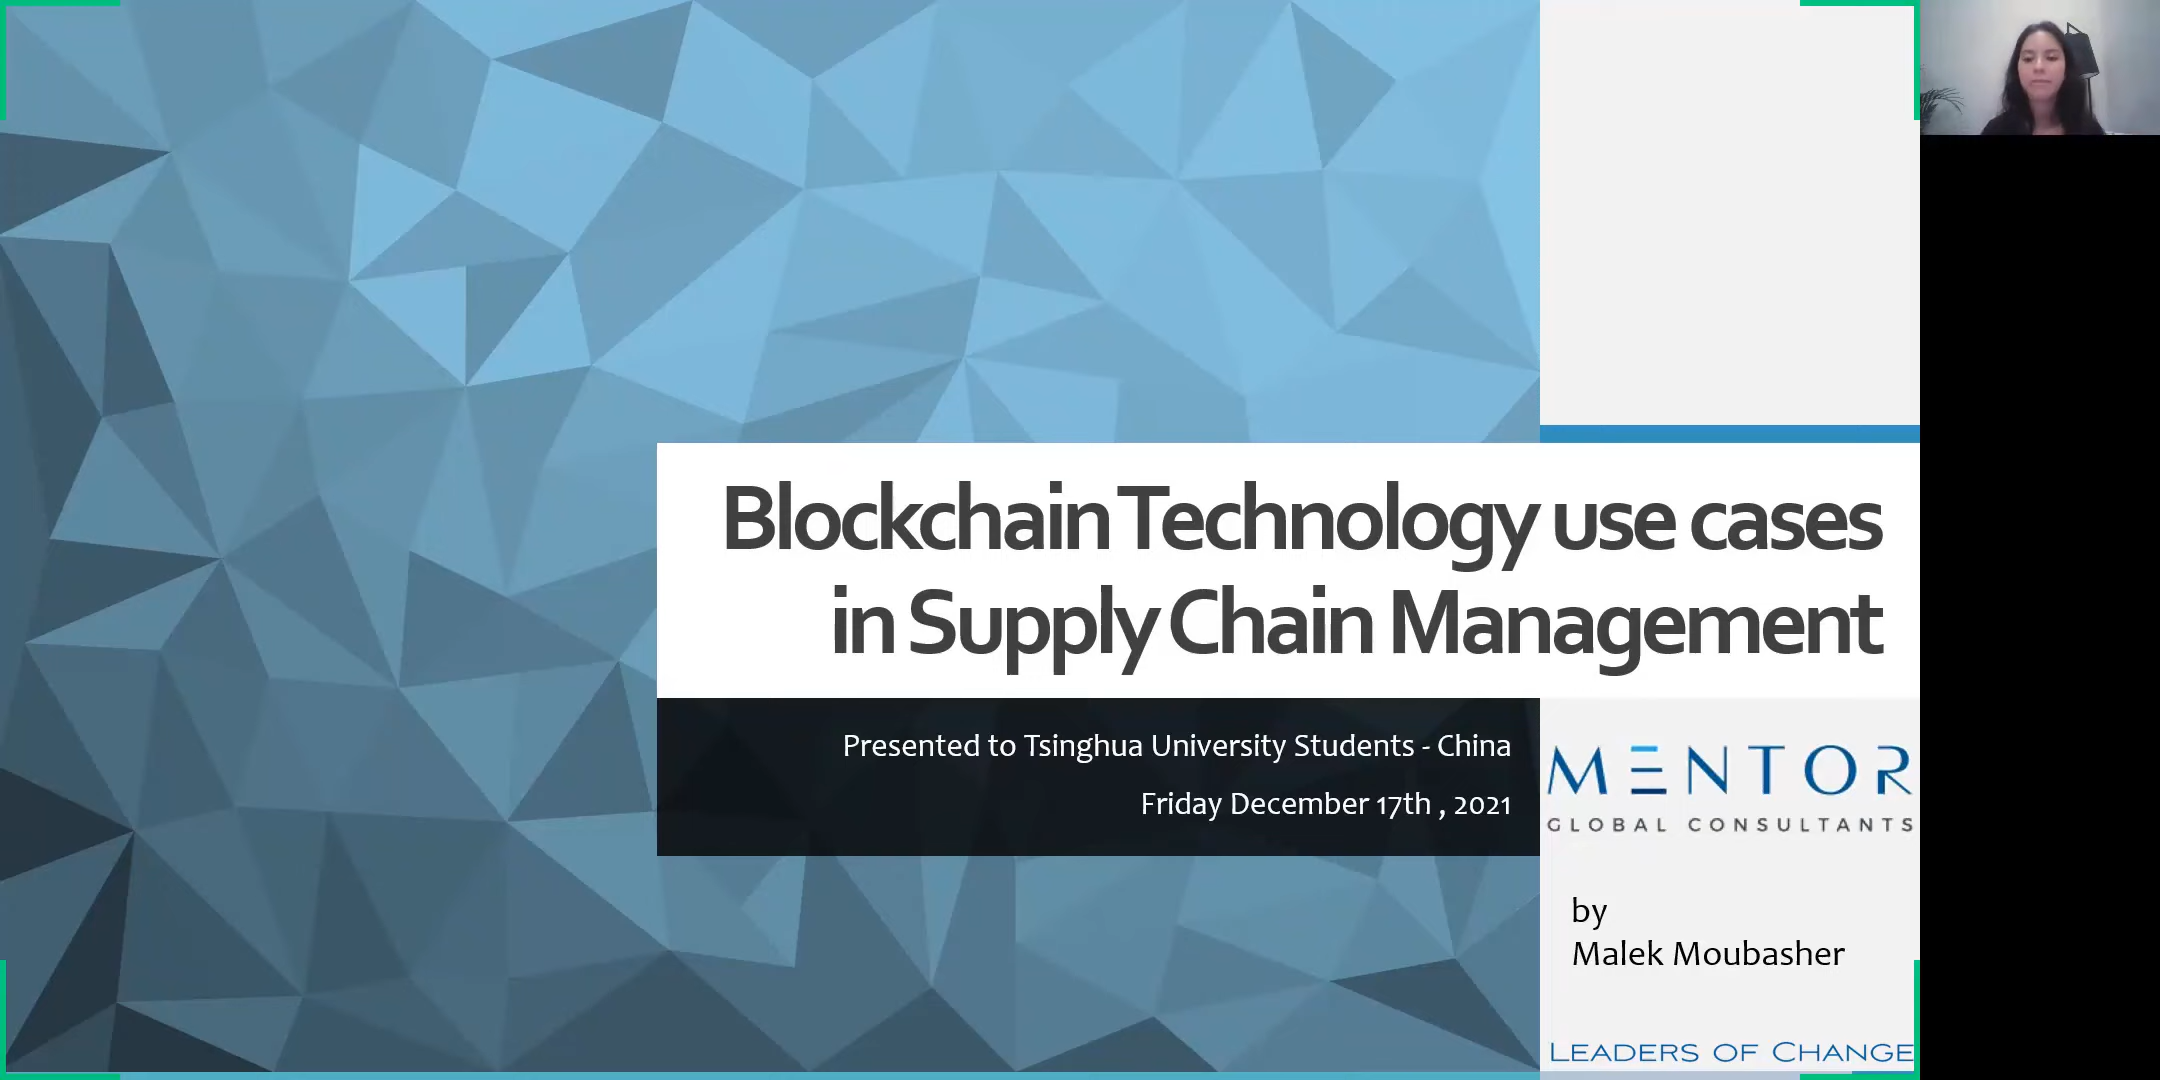 Blockchain Technology use cases
in Supply Chain Management
Presented to Tsinghua University Students - China
Friday December 17th , 2021
MENTOR
GLOBAL CONSULTANTS
by
Malek Moubasher
LEADERS OF CHANGE